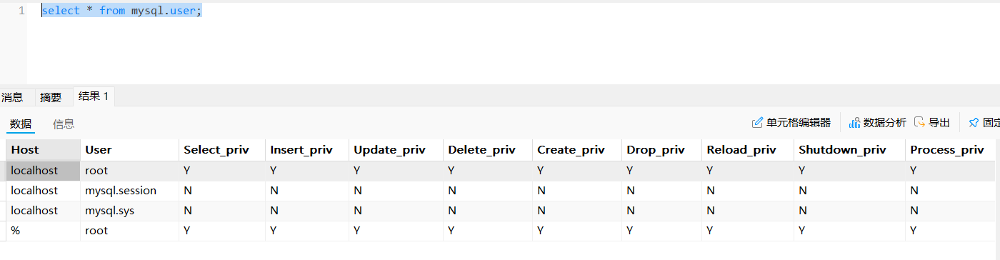 1 select * from mysql.user;
消息 摘要 结果 1
数据 信息 单元格编辑器 数据分析 导出 固定
Host User Select_priv Insert_priv Update_priv Delete_priv Create_priv Drop_priv Reload_priv Shutdown_priv Process_priv
localhost root Y Y Y Y Y Y Y Y Y
localhost mysql.session N N N N N N N N N
localhost mysql.sys N N N N N N N N N
% root Y Y Y Y Y Y Y Y Y